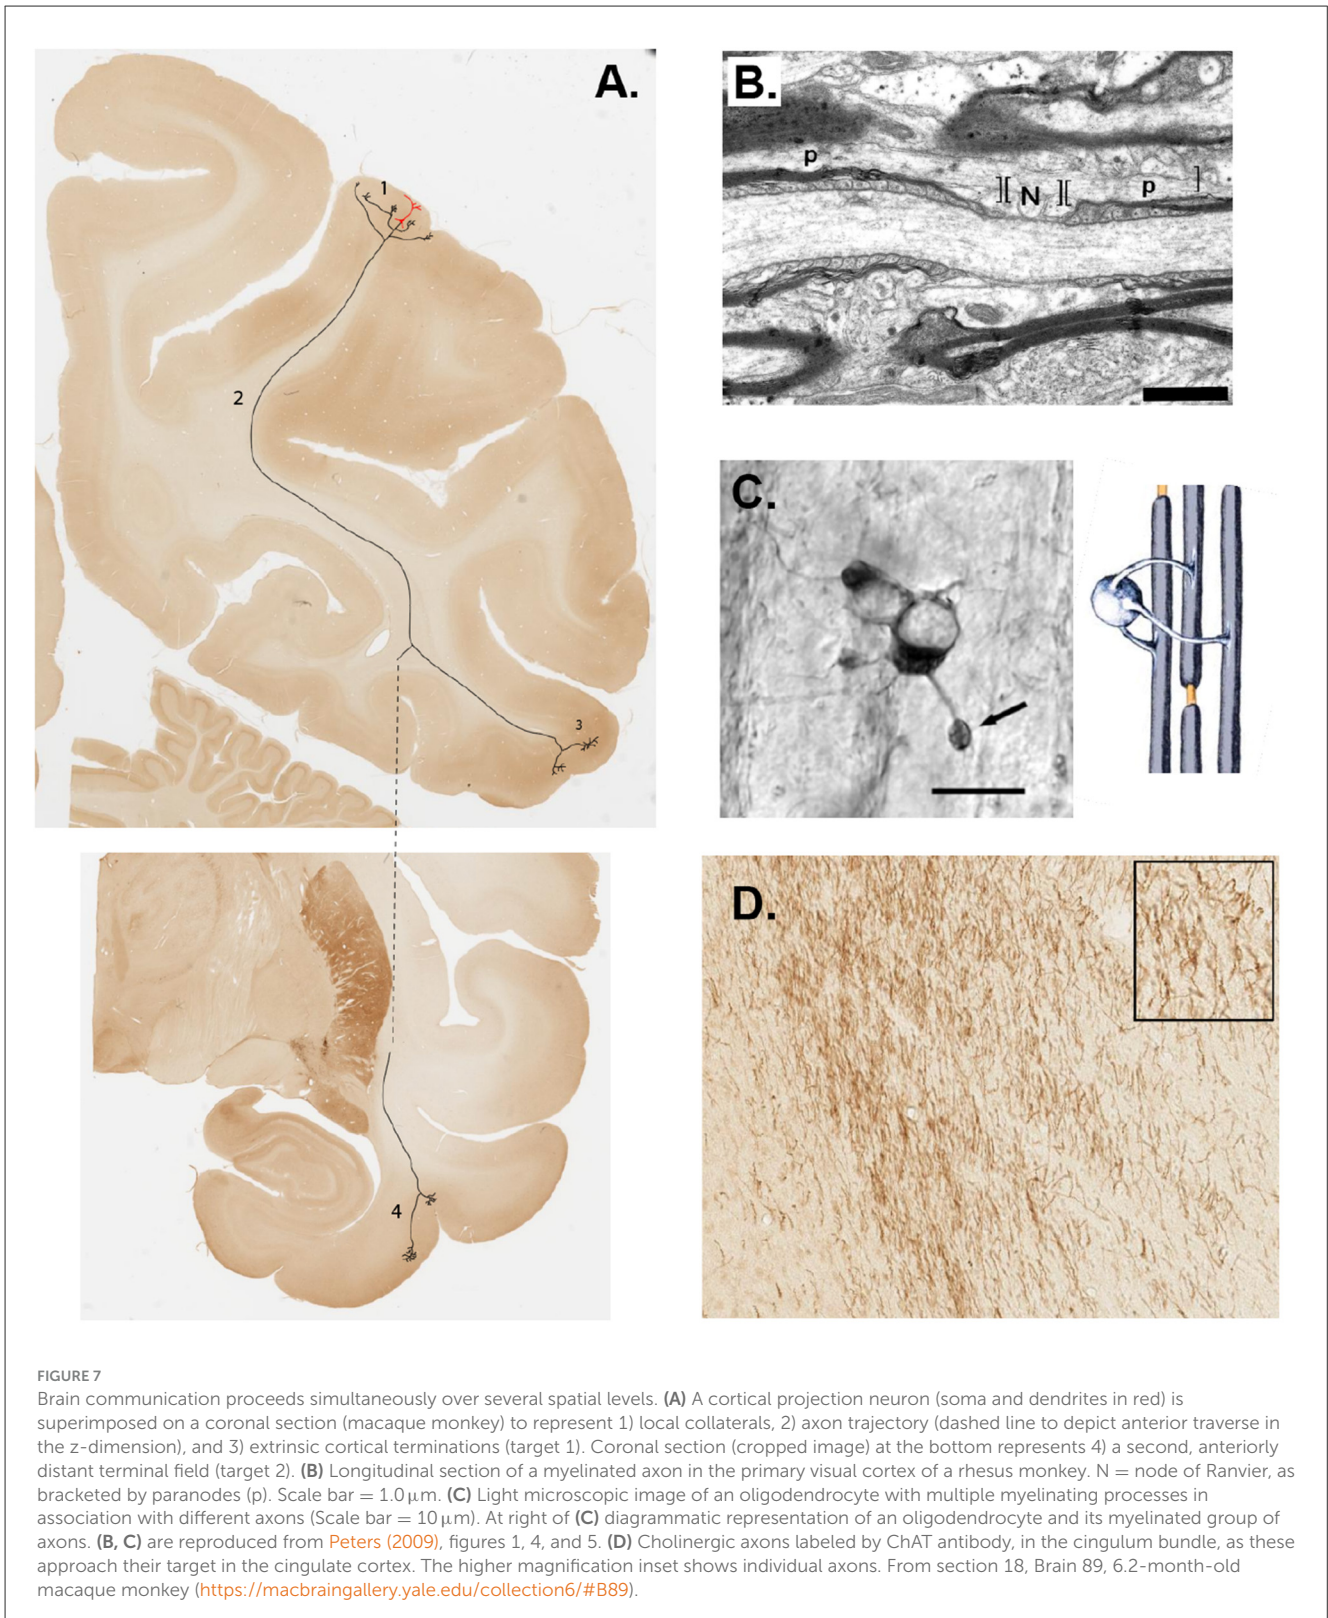 A.
1
2
3
4
B.
p
][
N
][
p
]
C.
D.
FIGURE 7
Brain communication proceeds simultaneously over several spatial levels. (A) A cortical projection neuron (soma and dendrites in red) is
superimposed on a coronal section (macaque monkey) to represent 1) local collaterals, 2) axon trajectory (dashed line to depict anterior traverse in
the z-dimension), and 3) extrinsic cortical terminations (target 1). Coronal section (cropped image) at the bottom represents 4) a second, anteriorly
distant terminal field (target 2). (B) Longitudinal section of a myelinated axon in the primary visual cortex of a rhesus monkey. N = node of Ranvier, as
bracketed by paranodes (p). Scale bar = 1.0 μm. (C) Light microscopic image of an oligodendrocyte with multiple myelinating processes in
association with different axons (Scale bar = 10 μm). At right of (C) diagrammatic representation of an oligodendrocyte and its myelinated group of
axons. (B, C) are reproduced from Peters (2009), figures 1, 4, and 5. (D) Cholinergic axons labeled by ChAT antibody, in the cingulum bundle, as these
approach their target in the cingulate cortex. The higher magnification inset shows individual axons. From section 18, Brain 89, 6.2-month-old
macaque monkey (https://macbraingallery.yale.edu/collection6/#B89).